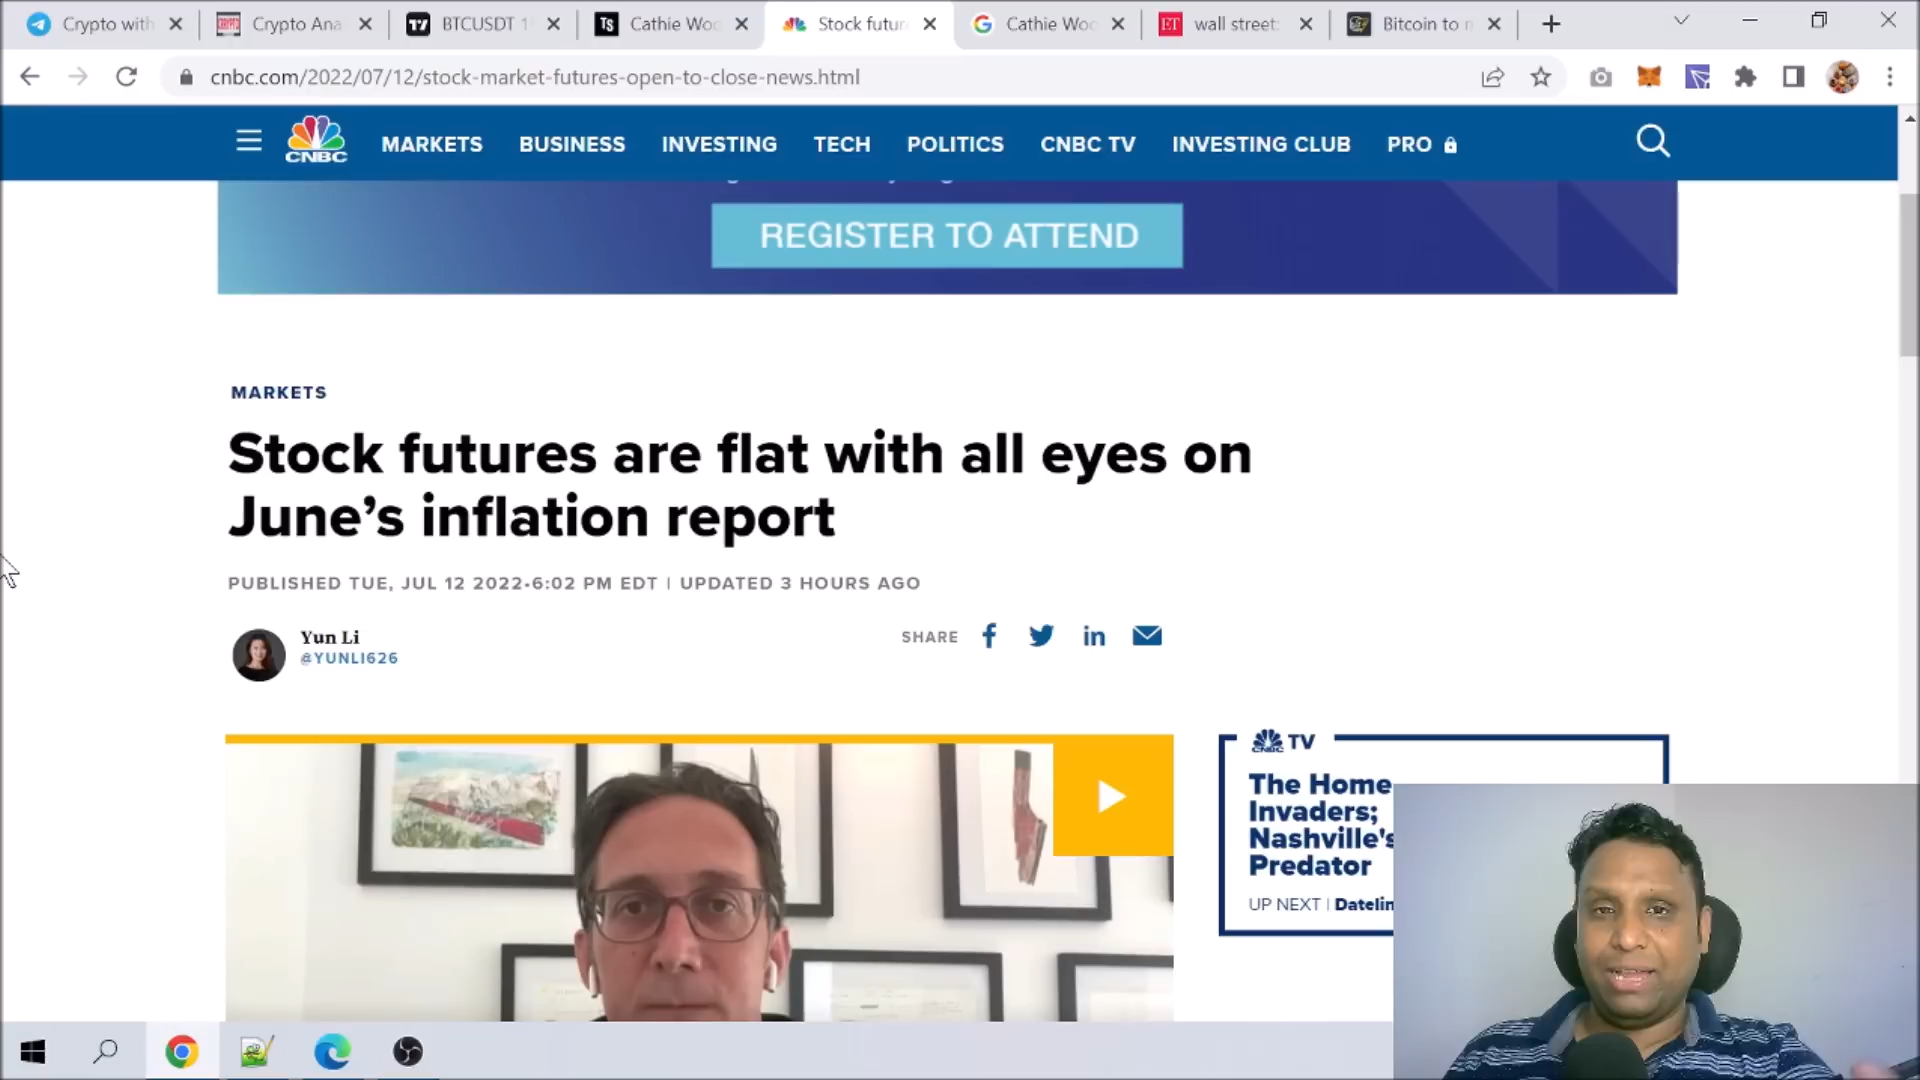 Crypto with
Crypto Ana
BTCUSDT 1
Cathie Woo
Stock futur
Cathie Woo
wall street:
Bitcoin to n
cnbc.com/2022/07/12/stock-market-futures-open-to-close-news.html
CNBC
MARKETS
BUSINESS
INVESTING
TECH
POLITICS
CNBC TV
INVESTING CLUB
PRO
REGISTER TO ATTEND
MARKETS
Stock futures are flat with all eyes on
June’s inflation report
PUBLISHED TUE, JUL 12 2022•6:02 PM EDT | UPDATED 3 HOURS AGO
Yun Li
@YUNLI626
SHARE
CNBC TV
The Home
Invaders;
Nashville's
Predator
UP NEXT | Datelin